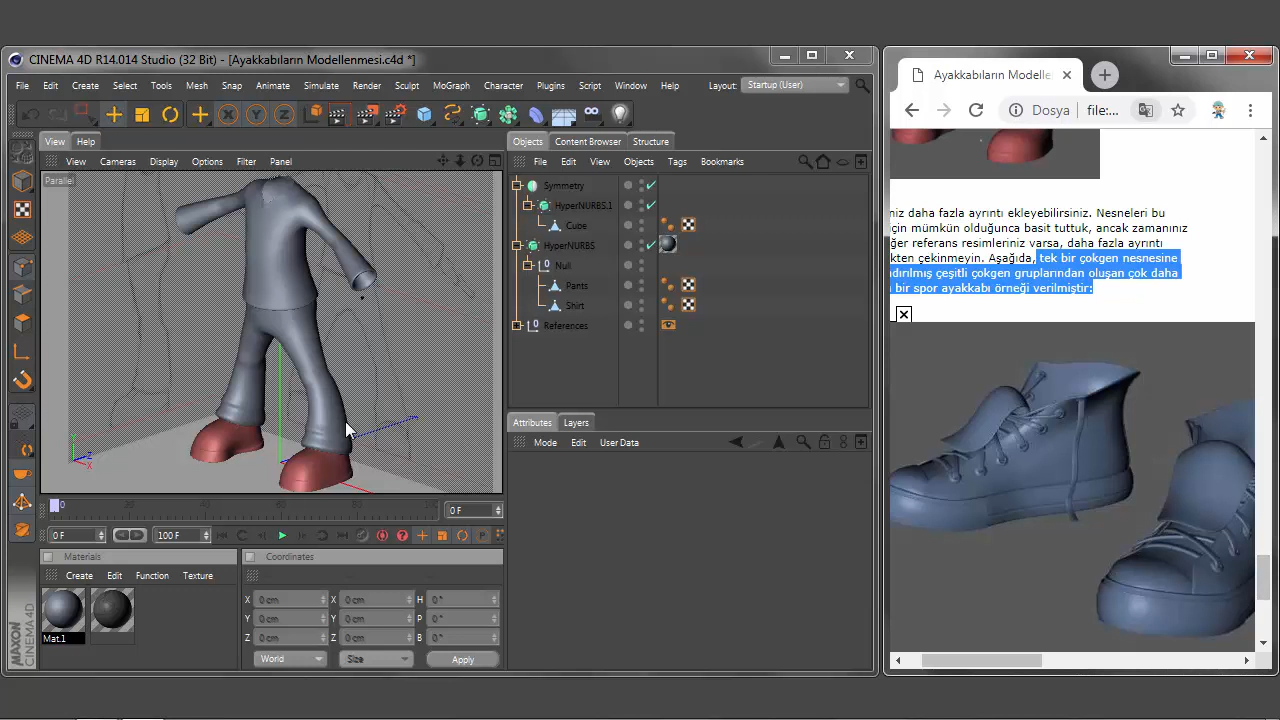 CINEMA 4D R14.014 Studio (32 Bit) - [Ayakkabıların Modellenmesi.c4d *]
File Edit Create Select Tools Mesh Snap Animate Simulate Render Sculpt MoGraph Character Plugins Script Window Help Layout: Startup (User)
View Help
View Cameras Display Options Filter Panel
Parallel
Y
Z
X
Objects Content Browser Structure
File Edit View Objects Tags Bookmarks
Symmetry
HyperNURBS.1
Cube
HyperNURBS
Null
Pants
Shirt
References
Attributes Layers
Mode Edit User Data
0 F
0 F 100 F
Materials
Create Edit Function Texture
Mat.1
Coordinates
X 0 cm X 0 cm H 0 °
Y 0 cm Y 0 cm P 0 °
Z 0 cm Z 0 cm B 0 °
World Size Apply
MAXON
CINEMA 4D
Ayakkabıların Modelle
Dosya file:...
niz daha fazla ayrıntı ekleyebilirsiniz. Nesneleri bu
için mümkün olduğunca basit tuttuk, ancak zamanınız
ğer referans resimleriniz varsa, daha fazla ayrıntı
kten çekinmeyin. Aşağıda, tek bir çokgen nesnesine
dırılmış çeşitli çokgen gruplarından oluşan çok daha
bir spor ayakkabı örneği verilmiştir: